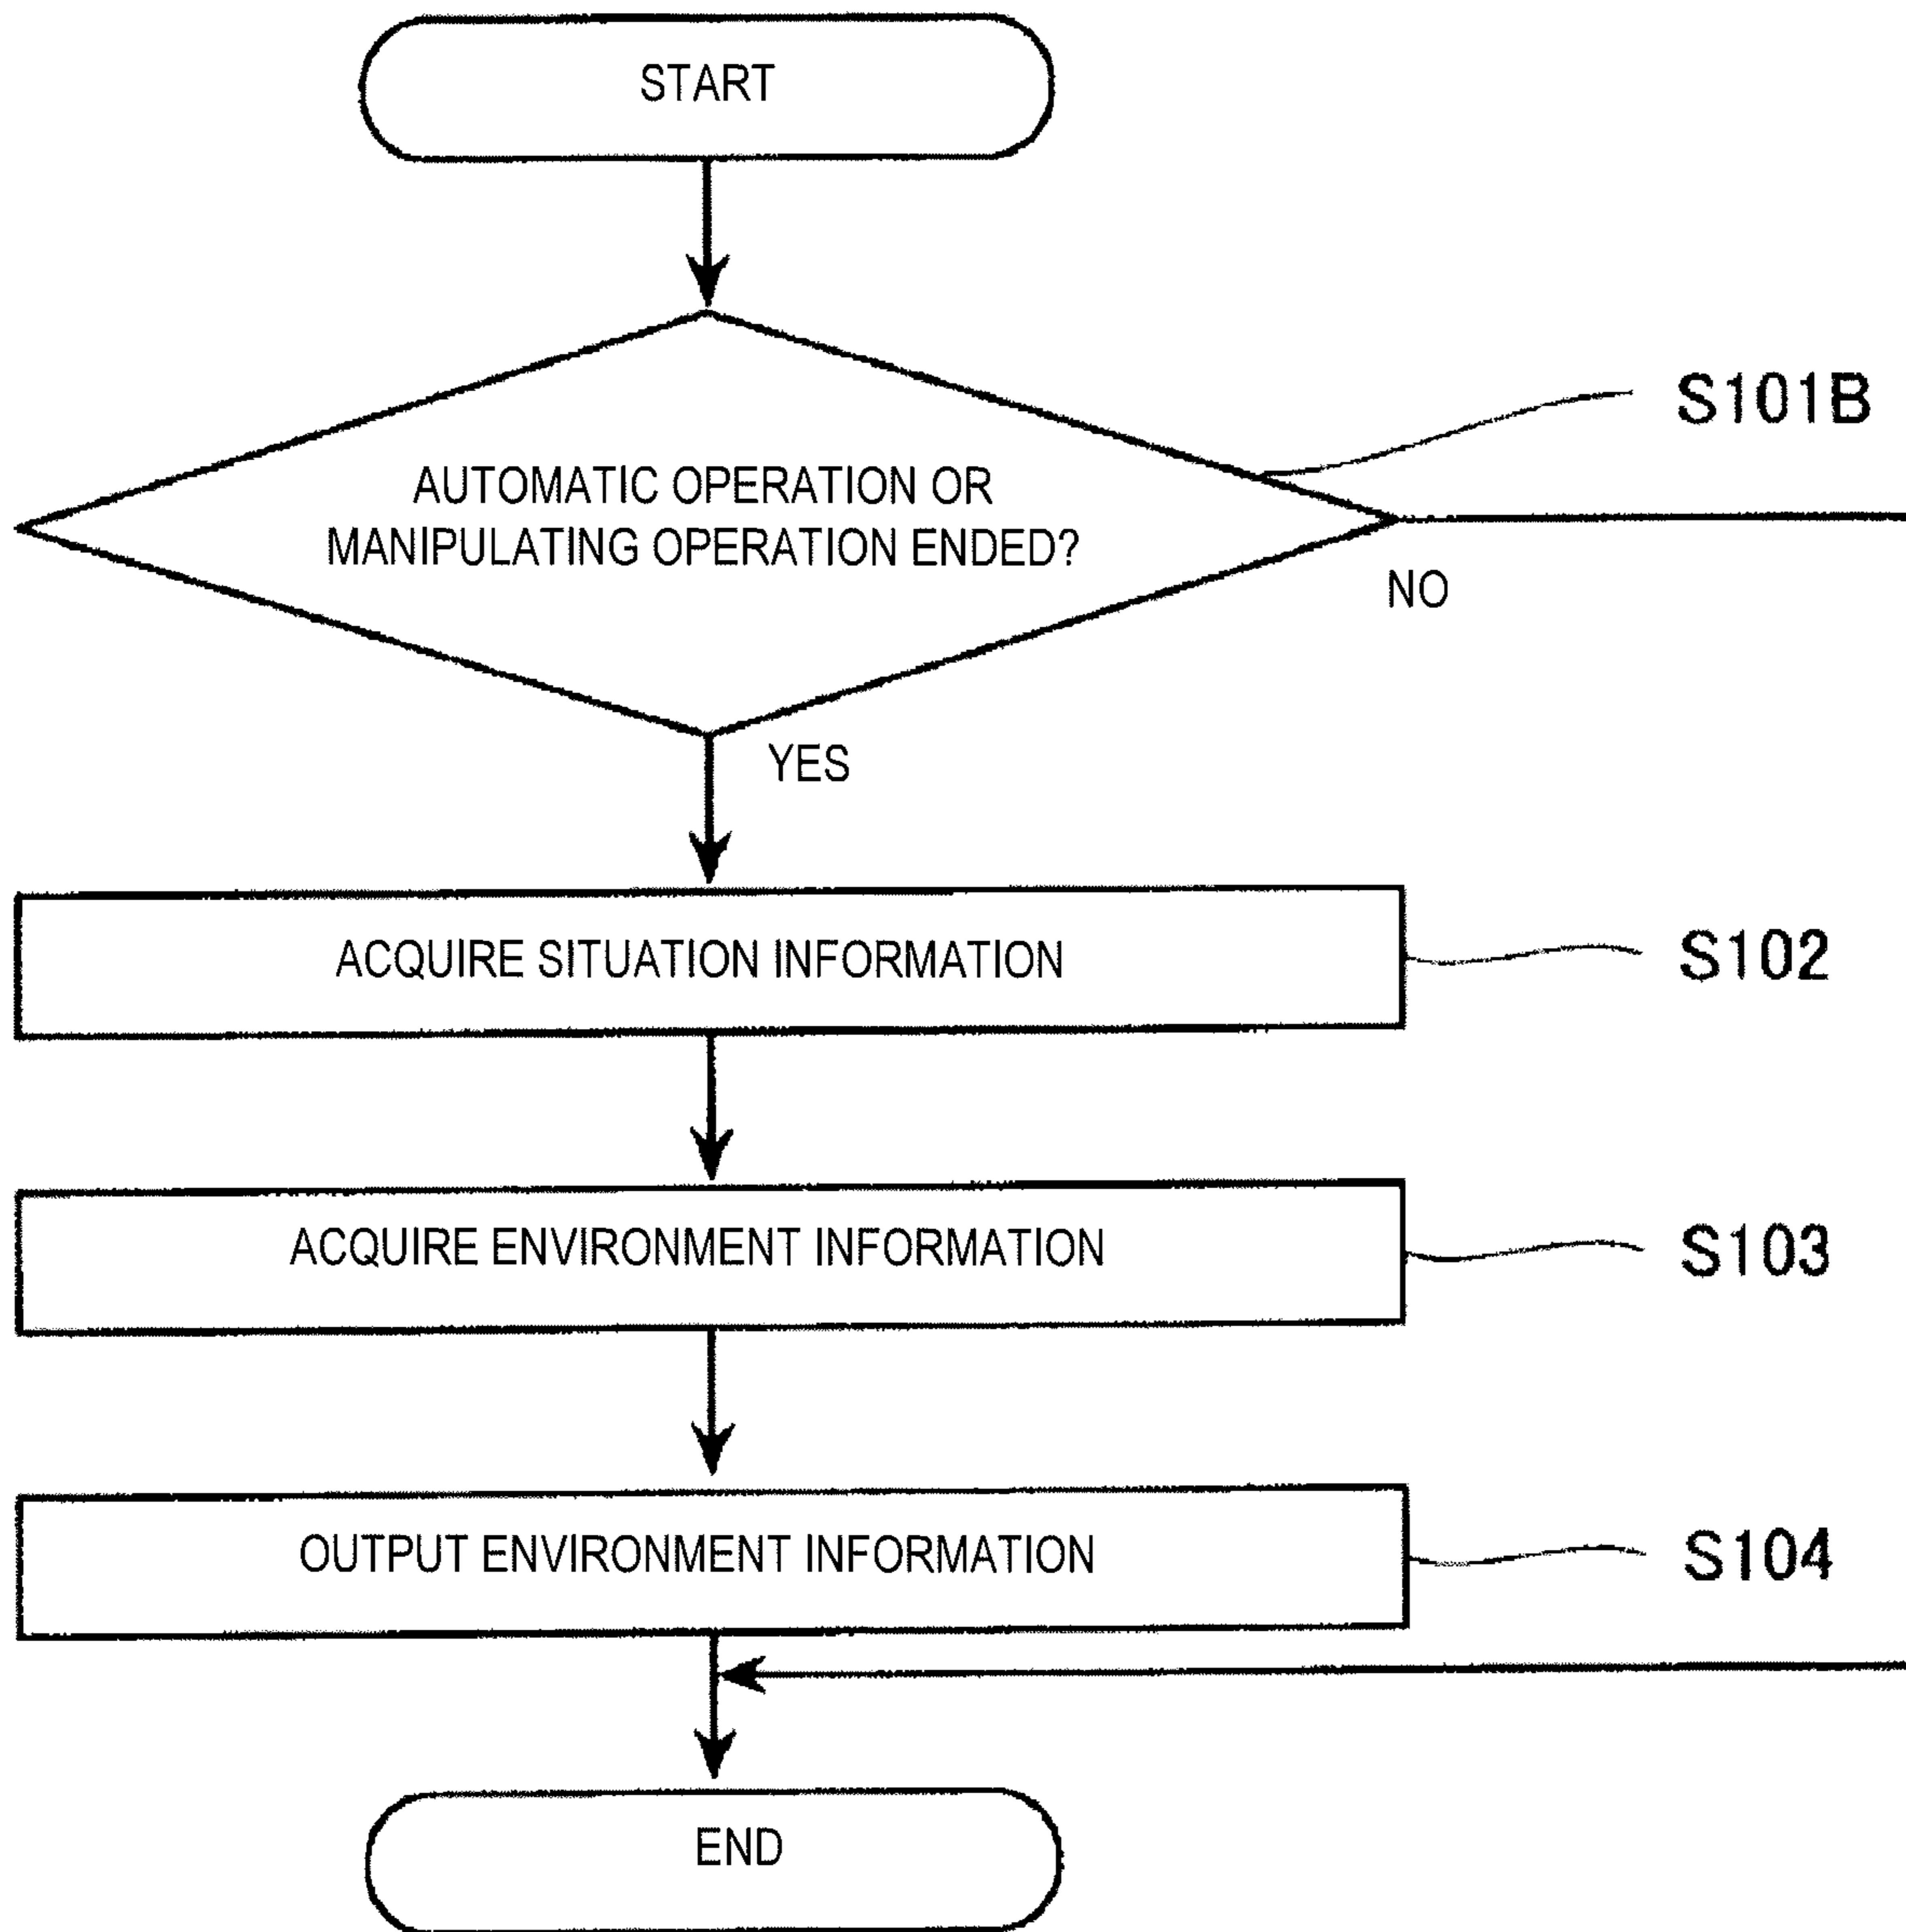 START
S101B
AUTOMATIC OPERATION OR
MANIPULATING OPERATION ENDED?
NO
YES
ACQUIRE SITUATION INFORMATION
S102
ACQUIRE ENVIRONMENT INFORMATION
S103
OUTPUT ENVIRONMENT INFORMATION
S104
END